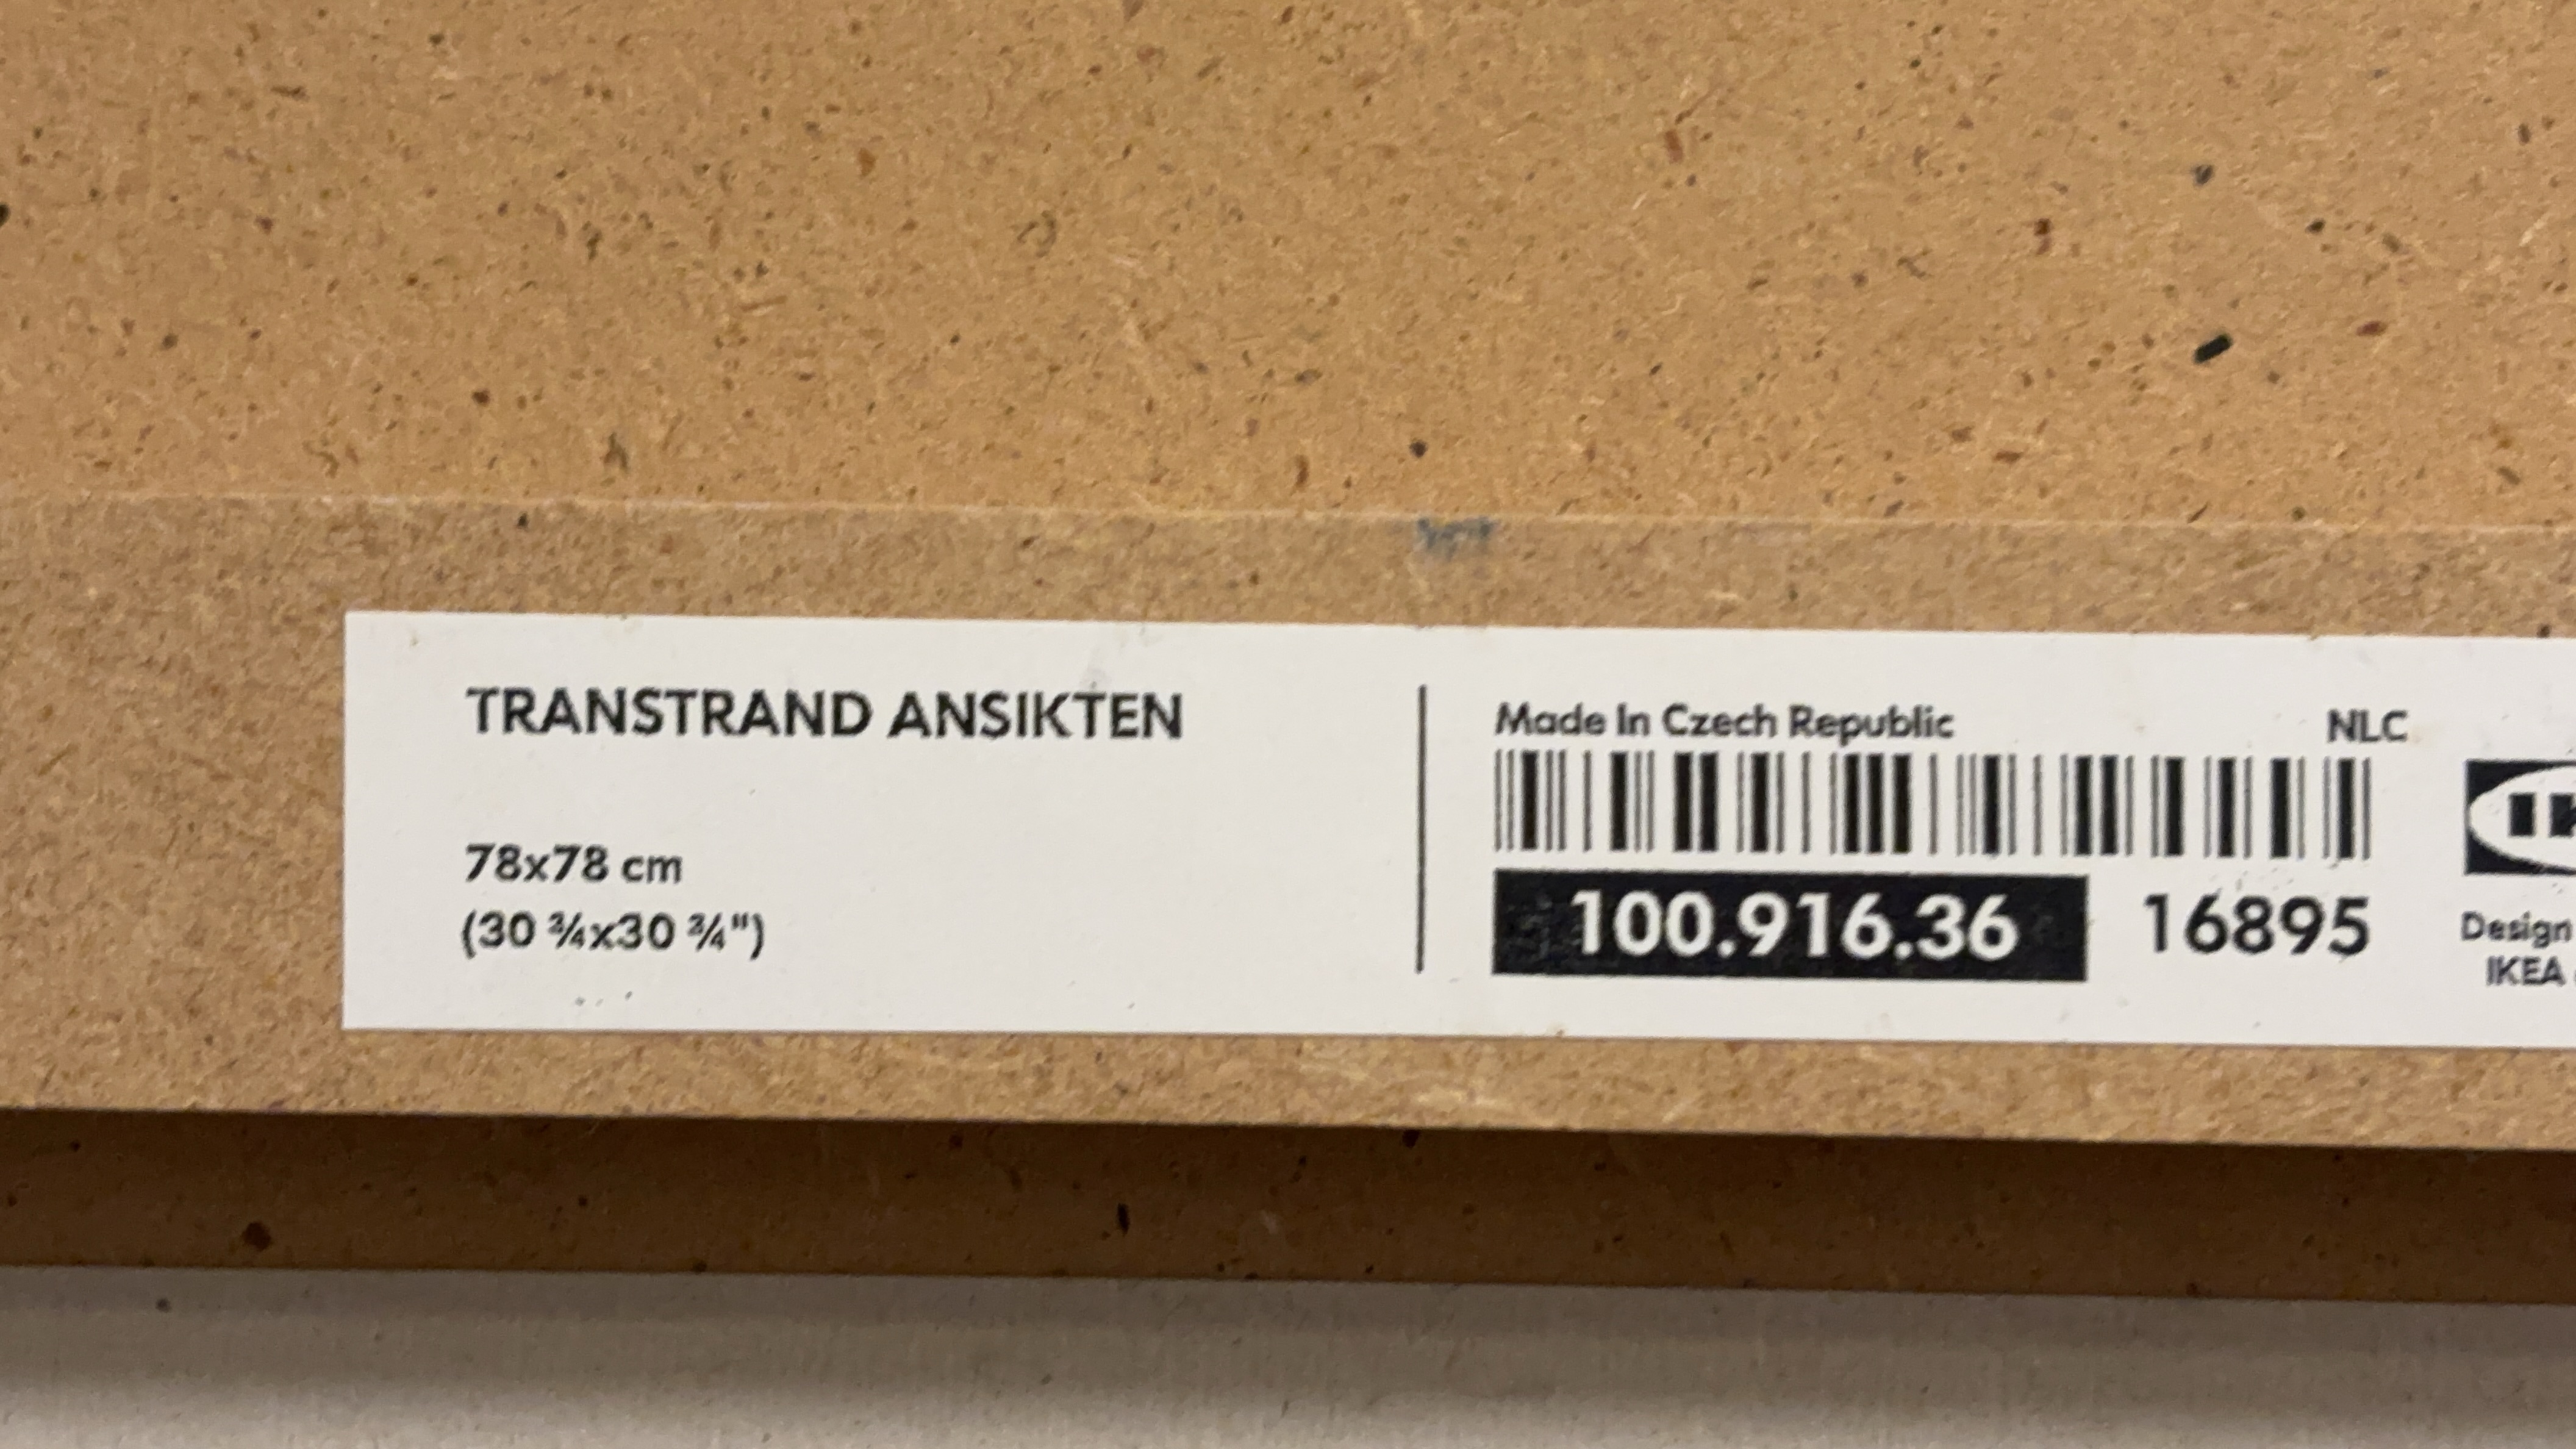 TRANSTRAND ANSIKTEN
78x78 cm
(30 ¾x30 ¾")
Made In Czech Republic
NLC
100.916.36
16895
Design
IKEA